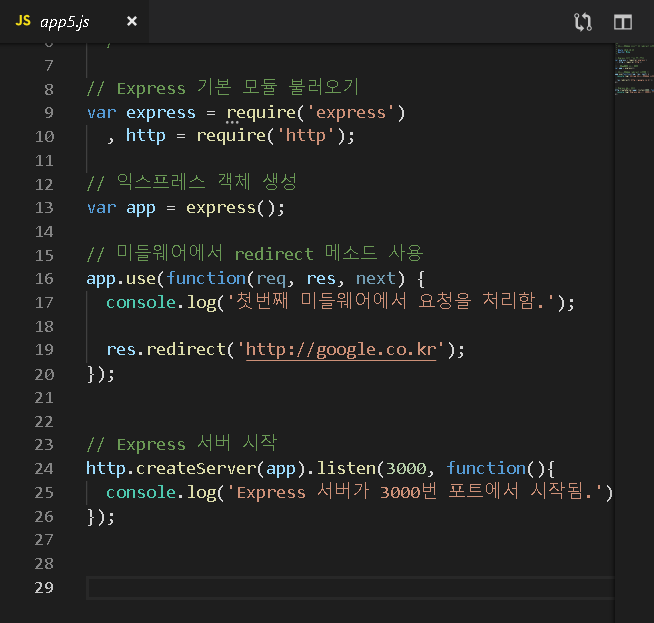 JS app5.js ×
6
7
8 // Express 기본 모듈 불러오기
9 var express = require('express')
10 , http = require('http');
11
12 // 익스프레스 객체 생성
13 var app = express();
14
15 // 미들웨어에서 redirect 메소드 사용
16 app.use(function(req, res, next) {
17 console.log('첫번째 미들웨어에서 요청을 처리함.');
18
19 res.redirect('http://google.co.kr');
20 });
21
22
23 // Express 서버 시작
24 http.createServer(app).listen(3000, function(){
25 console.log('Express 서버가 3000번 포트에서 시작됨.')
26 });
27
28
29